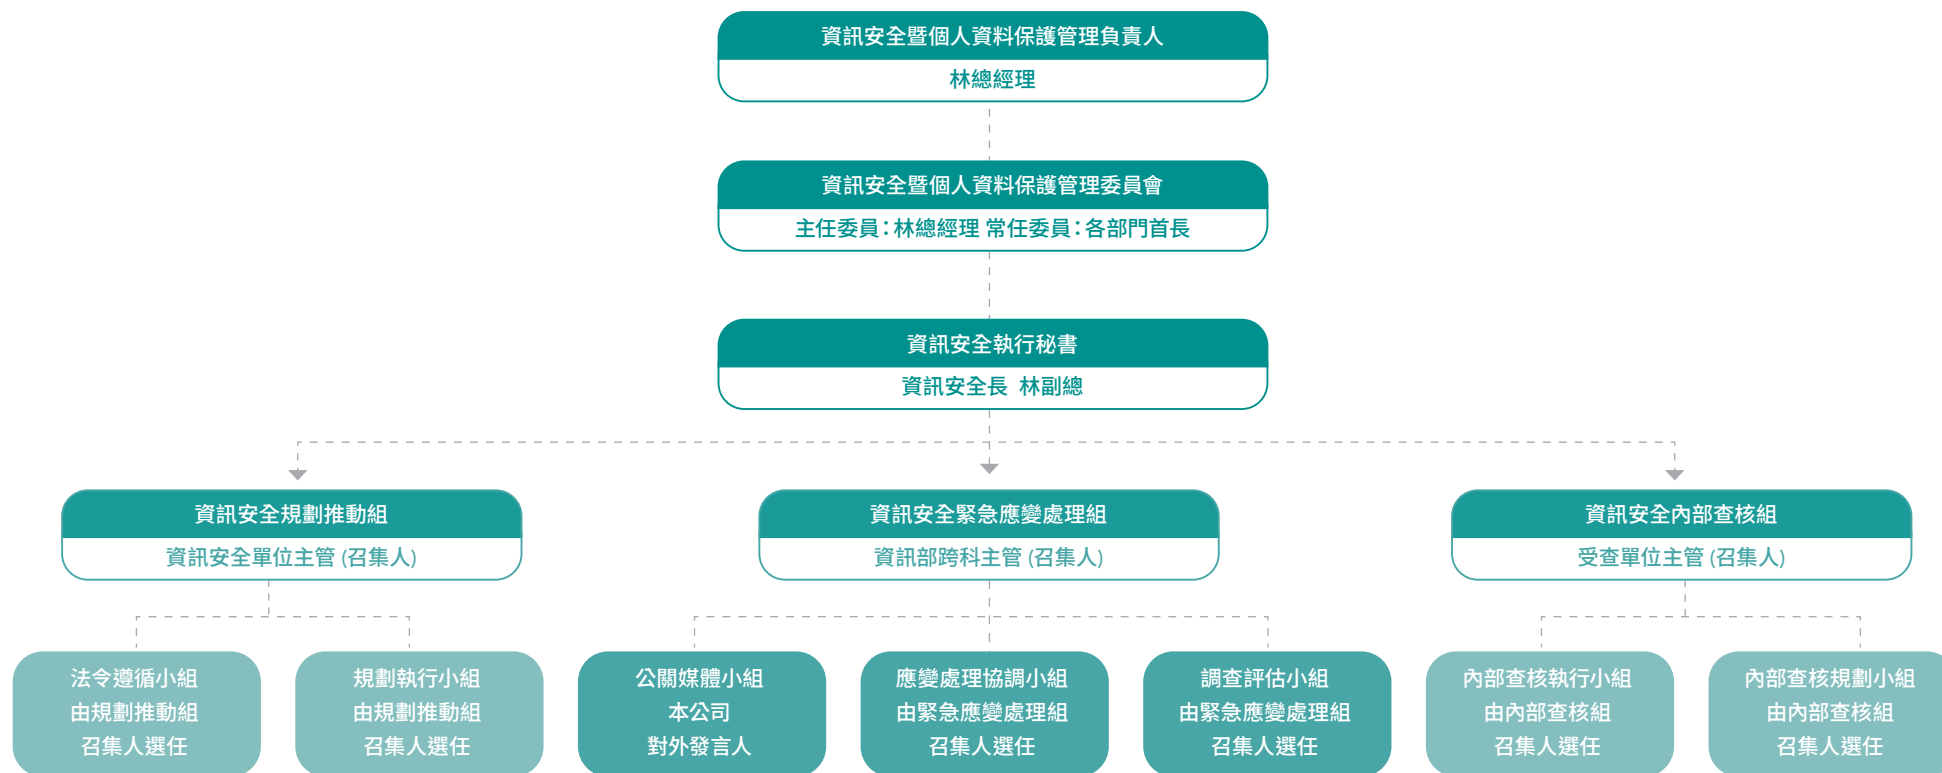 資訊安全暨個人資料保護管理負責人
林總經理
資訊安全暨個人資料保護管理委員會
主任委員：林總經理 常任委員：各部門首長
資訊安全執行秘書
資訊安全長 林副總
資訊安全規劃推動組
資訊安全單位主管 (召集人)
資訊安全緊急應變處理組
資訊部跨科主管 (召集人)
資訊安全內部查核組
受查單位主管 (召集人)
法令遵循小組
由規劃推動組
召集人選任
規劃執行小組
由規劃推動組
召集人選任
公關媒體小組
本公司
對外發言人
應變處理協調小組
由緊急應變處理組
召集人選任
調查評估小組
由緊急應變處理組
召集人選任
內部查核執行小組
由內部查核組
召集人選任
內部查核規劃小組
由內部查核組
召集人選任